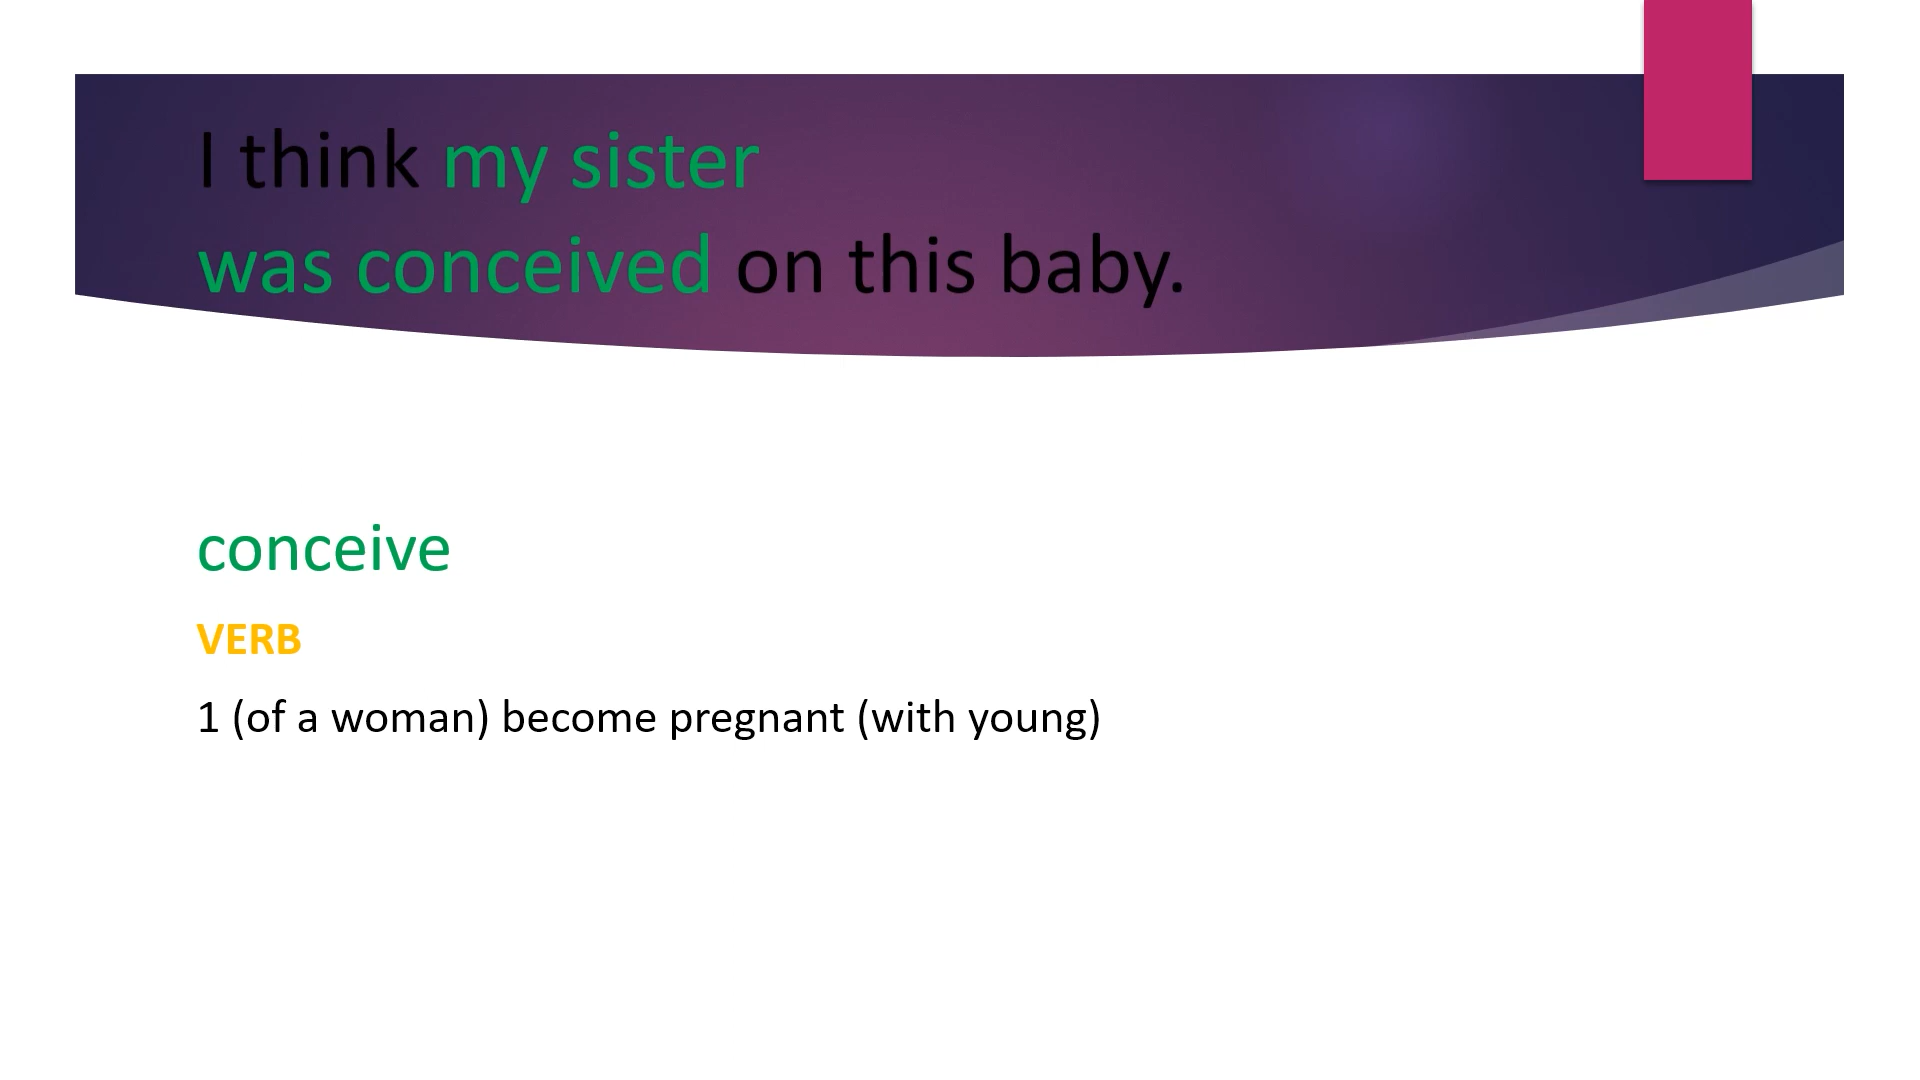 I think my sister
was conceived on this baby.
conceive
VERB
1 (of a woman) become pregnant (with young)